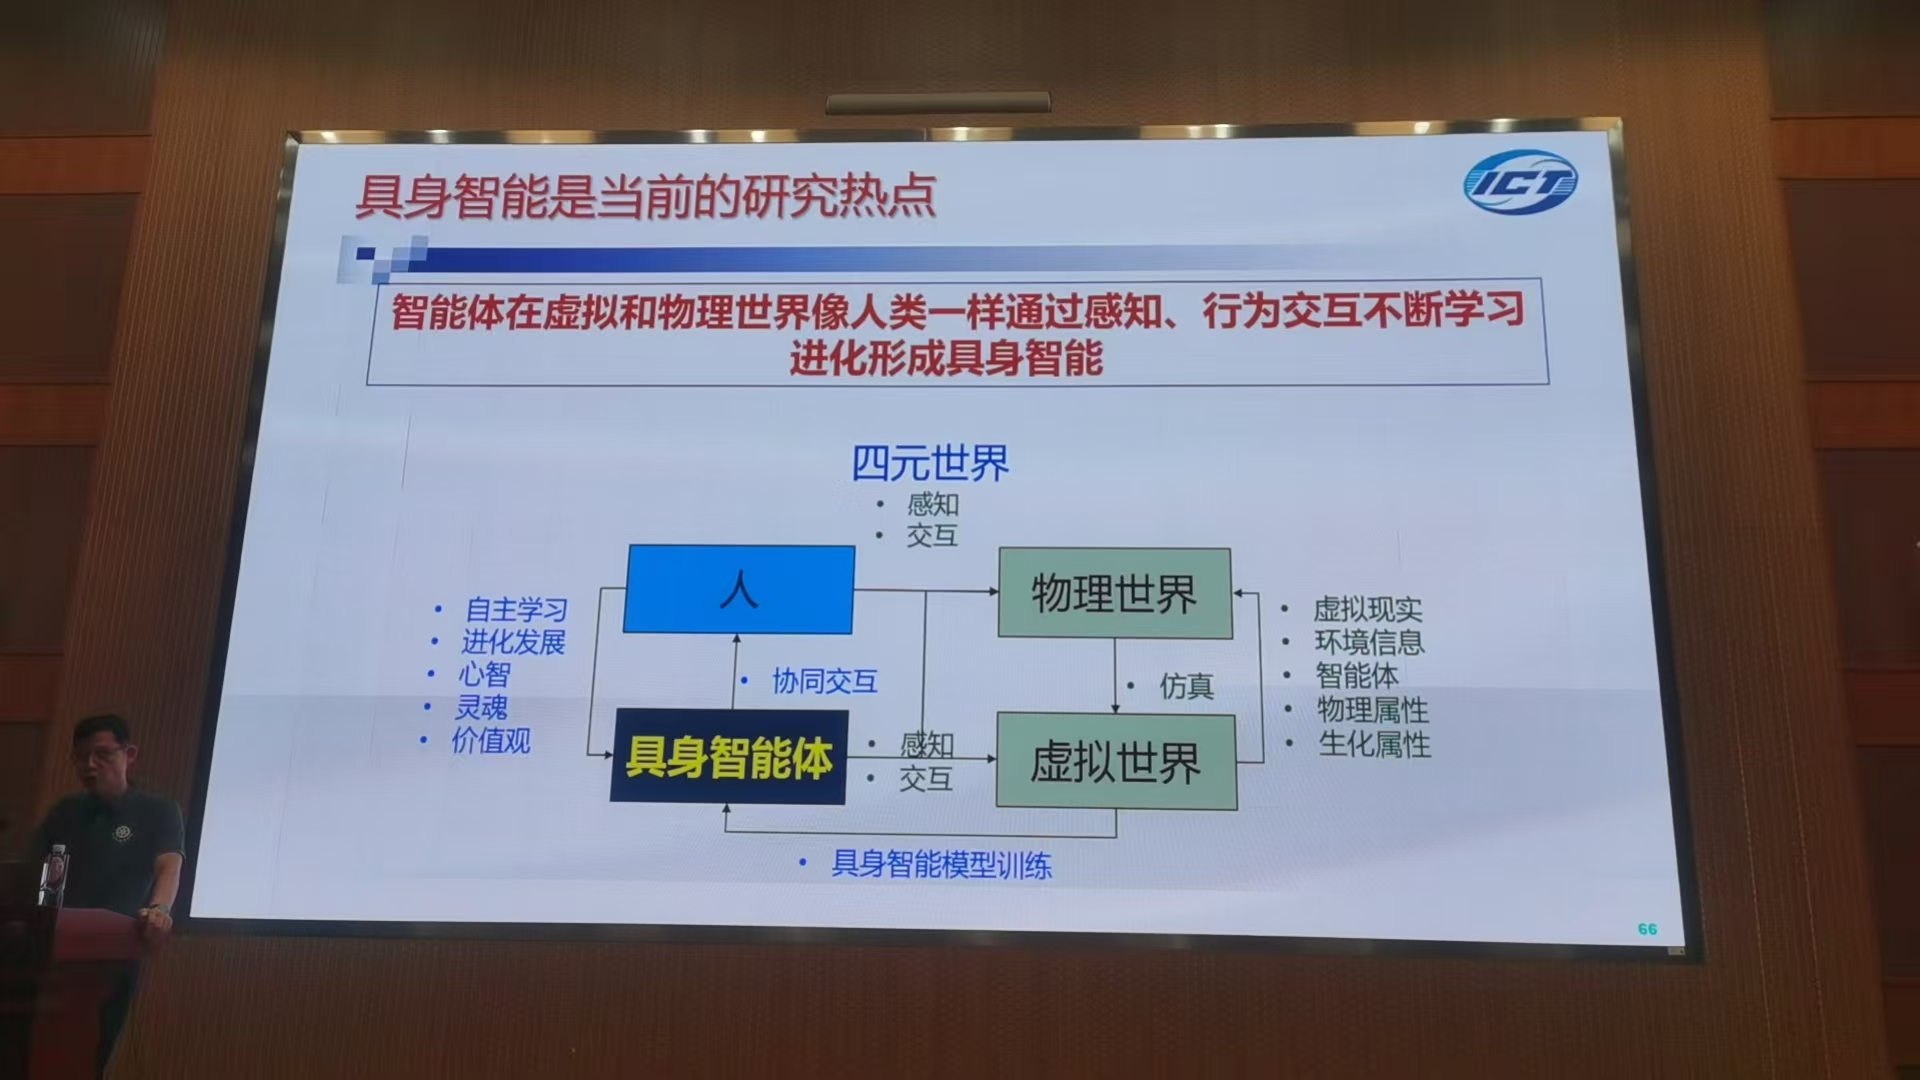 具身智能是当前的研究热点
ICT
智能体在虚拟和物理世界像人类一样通过感知、行为交互不断学习
进化形成具身智能
四元世界
• 感知
• 交互
人
物理世界
• 自主学习
• 进化发展
• 心智
• 灵魂
• 价值观
• 协同交互
• 仿真
• 虚拟现实
• 环境信息
• 智能体
• 物理属性
• 生化属性
具身智能体
• 感知
• 交互
虚拟世界
• 具身智能模型训练
66